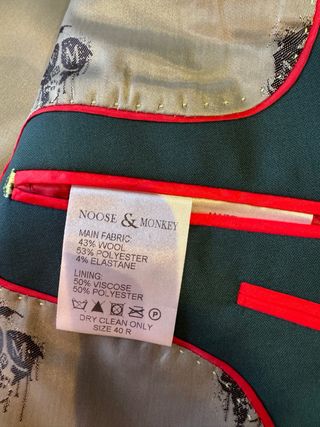 M
NOOSE & MONKEY
MAIN FABRIC:
43% WOOL
53% POLYESTER
4% ELASTANE
LINING:
50% VISCOSE
50% POLYESTER
P
DRY CLEAN ONLY
SIZE 40 R